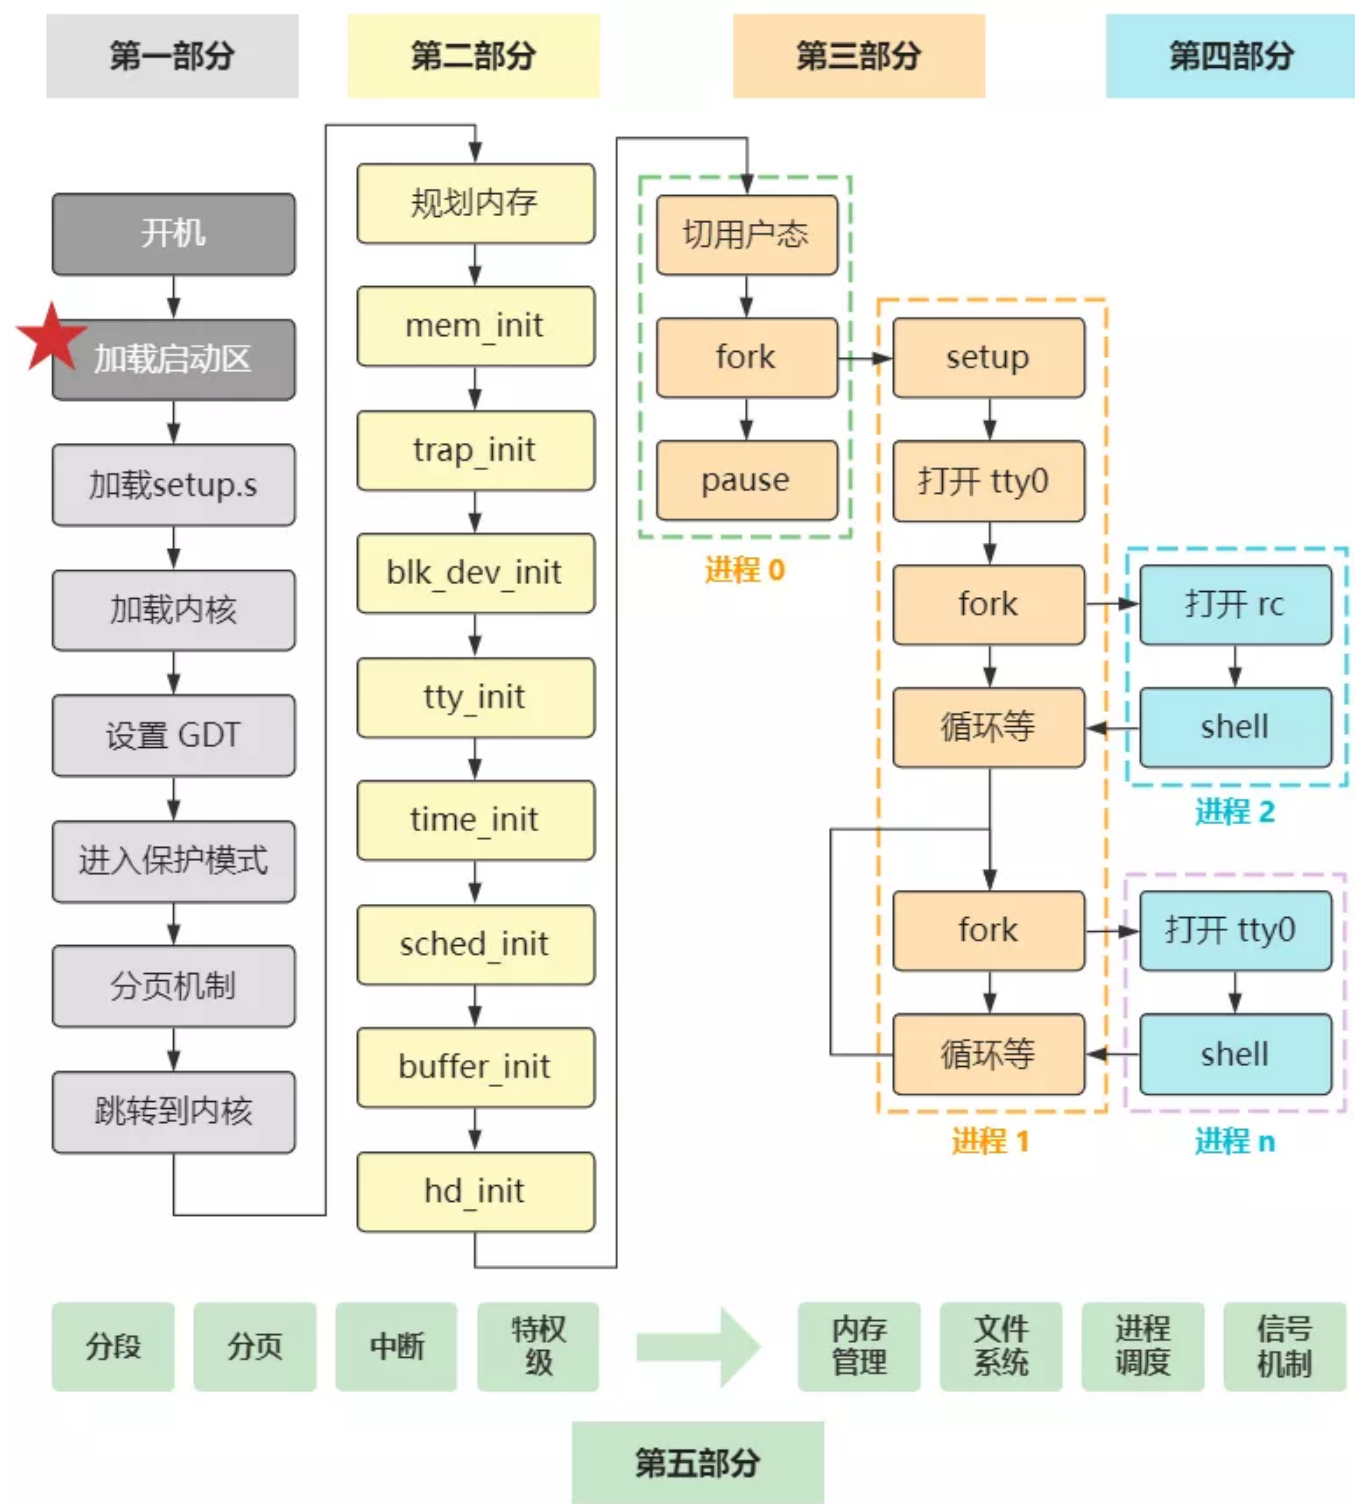 第一部分
第二部分
第三部分
第四部分
开机
加载启动区
加载setup.s
加载内核
设置 GDT
进入保护模式
分页机制
跳转到内核
规划内存
mem_init
trap_init
blk_dev_init
tty_init
time_init
sched_init
buffer_init
hd_init
切用户态
fork
pause
进程 0
setup
打开 tty0
fork
循环等
fork
循环等
进程 1
打开 rc
shell
进程 2
打开 tty0
shell
进程 n
分段
分页
中断
特权
级
内存
管理
文件
系统
进程
调度
信号
机制
第五部分